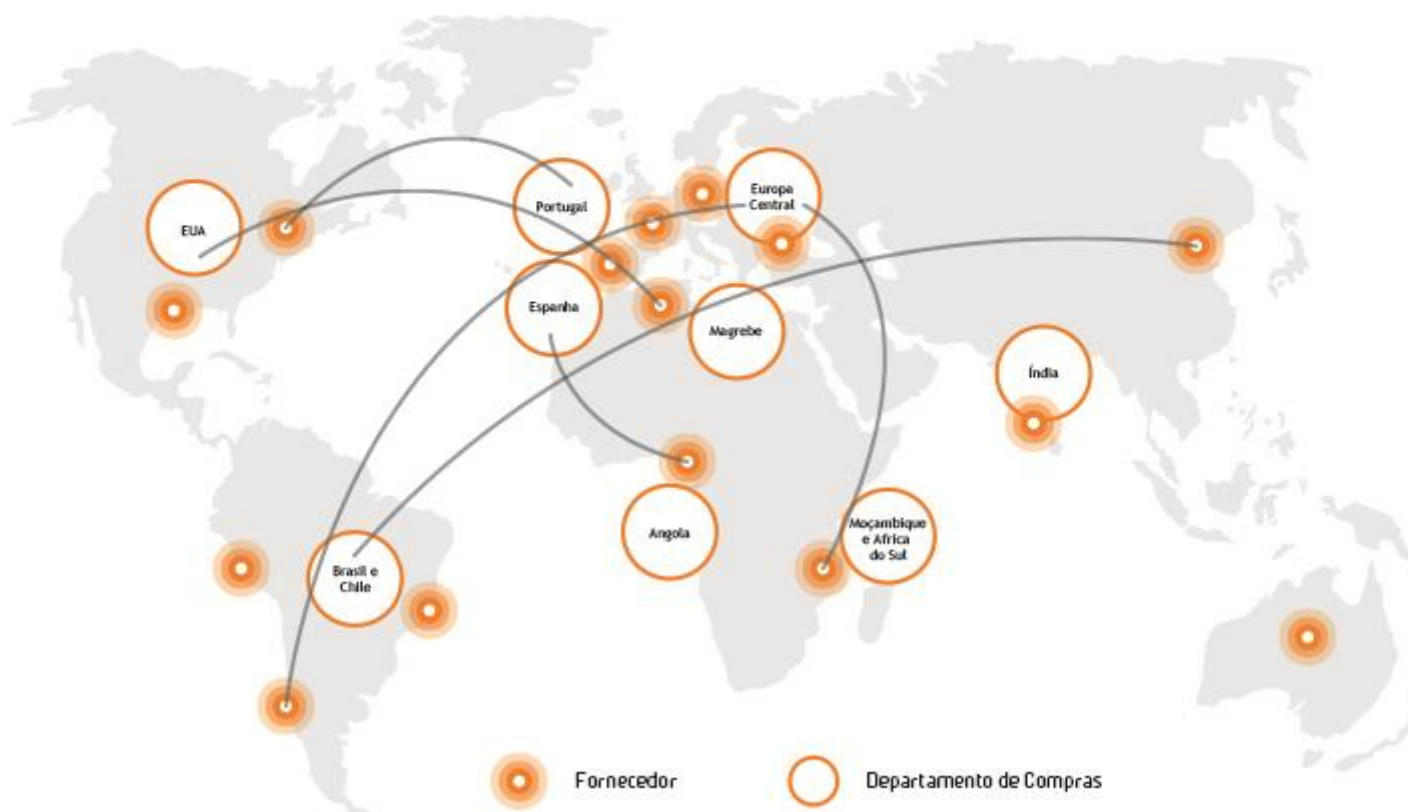 Portugal
Europa
Central
EUA
Espanha
Magrebe
Índia
Angola
Moçambique
e Africa
do Sul
Brasil e
Chile
Fornecedor
Departamento de Compras